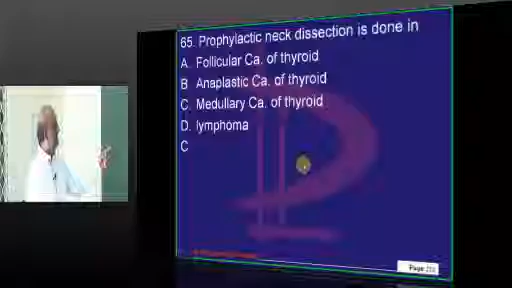 65. Prophylactic neck dissection is done in
A. Follicular Ca. of thyroid
B Anaplastic Ca. of thyroid
C. Medullary Ca. of thyroid
D. lymphoma
C
Page